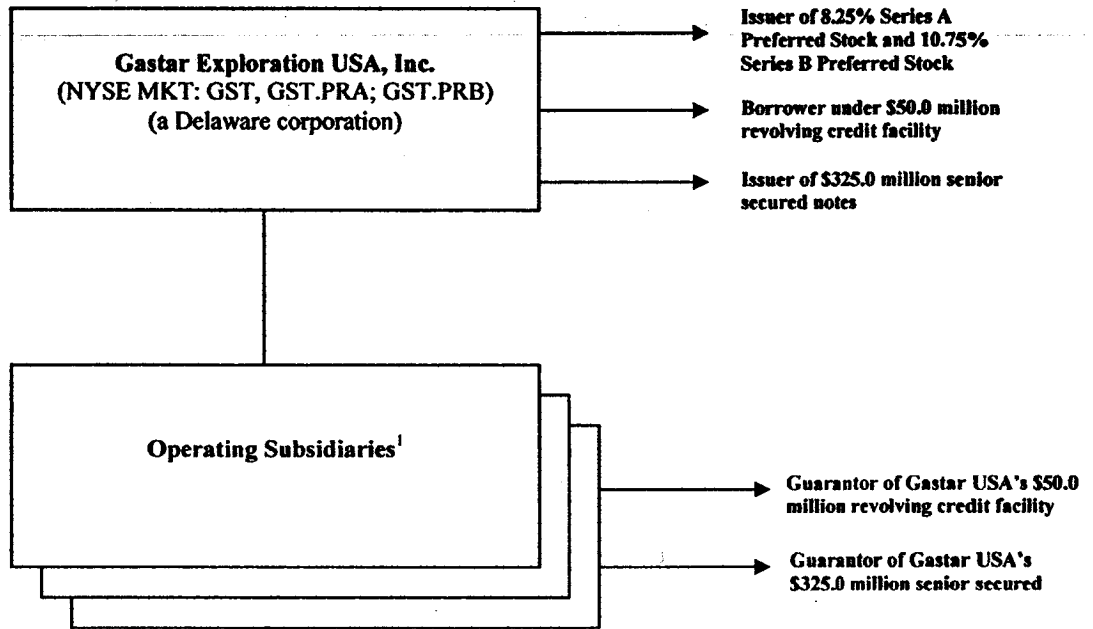 Gastar Exploration USA, Inc.
(NYSE MKT: GST, GST.PRA; GST.PRB)
(a Delaware corporation)
Issuer of 8.25% Series A
Preferred Stock and 10.75%
Series B Preferred Stock
Borrower under $50.0 million
revolving credit facility
Issuer of $325.0 million senior
secured notes
Operating Subsidiaries¹
Guarantor of Gastar USA's $50.0
million revolving credit facility
Guarantor of Gastar USA's
$325.0 million senior secured